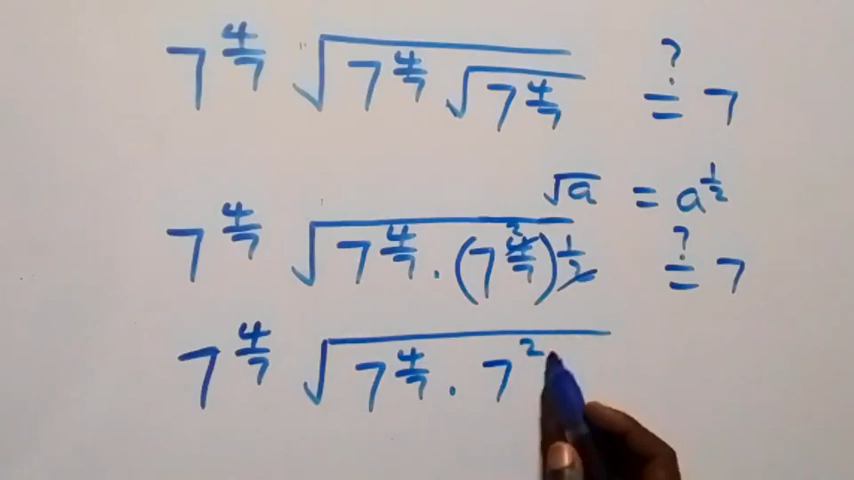 7^(4/7) √(7^(4/7) √(7^(4/7))) ?= 7
√a = a^(1/2)
7^(4/7) √(7^(4/7) · (7^(4/7))^(1/2)) 2 ?= 7
7^(4/7) √(7^(4/7) · 7^2)